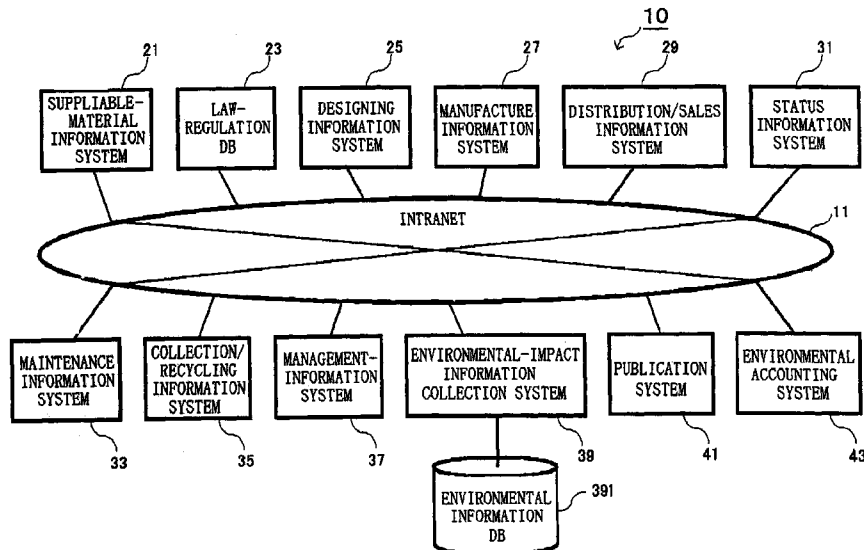 10
21
23
25
27
29
31
SUPPLIABLE-
MATERIAL
INFORMATION
SYSTEM
LAW-
REGULATION
DB
DESIGNING
INFORMATION
SYSTEM
MANUFACTURE
INFORMATION
SYSTEM
DISTRIBUTION/SALES
INFORMATION
SYSTEM
STATUS
INFORMATION
SYSTEM
INTRANET
11
MAINTENANCE
INFORMATION
SYSTEM
COLLECTION/
RECYCLING
INFORMATION
SYSTEM
MANAGEMENT-
INFORMATION
SYSTEM
ENVIRONMENTAL-IMPACT
INFORMATION
COLLECTION SYSTEM
PUBLICATION
SYSTEM
ENVIRONMENTAL
ACCOUNTING
SYSTEM
33
35
37
39
41
43
ENVIRONMENTAL
INFORMATION
DB
391